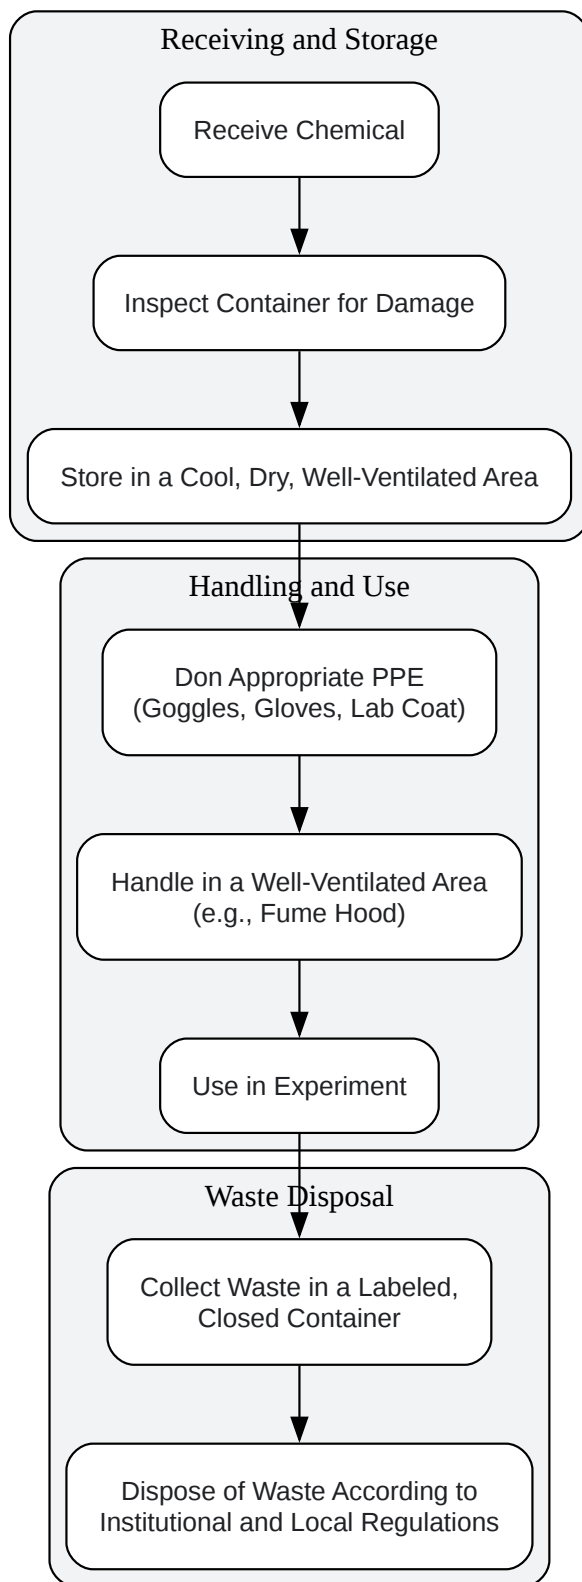 Receiving and Storage
Receive Chemical
Inspect Container for Damage
Store in a Cool, Dry, Well-Ventilated Area
Handling and Use
Don Appropriate PPE
(Goggles, Gloves, Lab Coat)
Handle in a Well-Ventilated Area
(e.g., Fume Hood)
Use in Experiment
Waste Disposal
Collect Waste in a Labeled,
Closed Container
Dispose of Waste According to
Institutional and Local Regulations